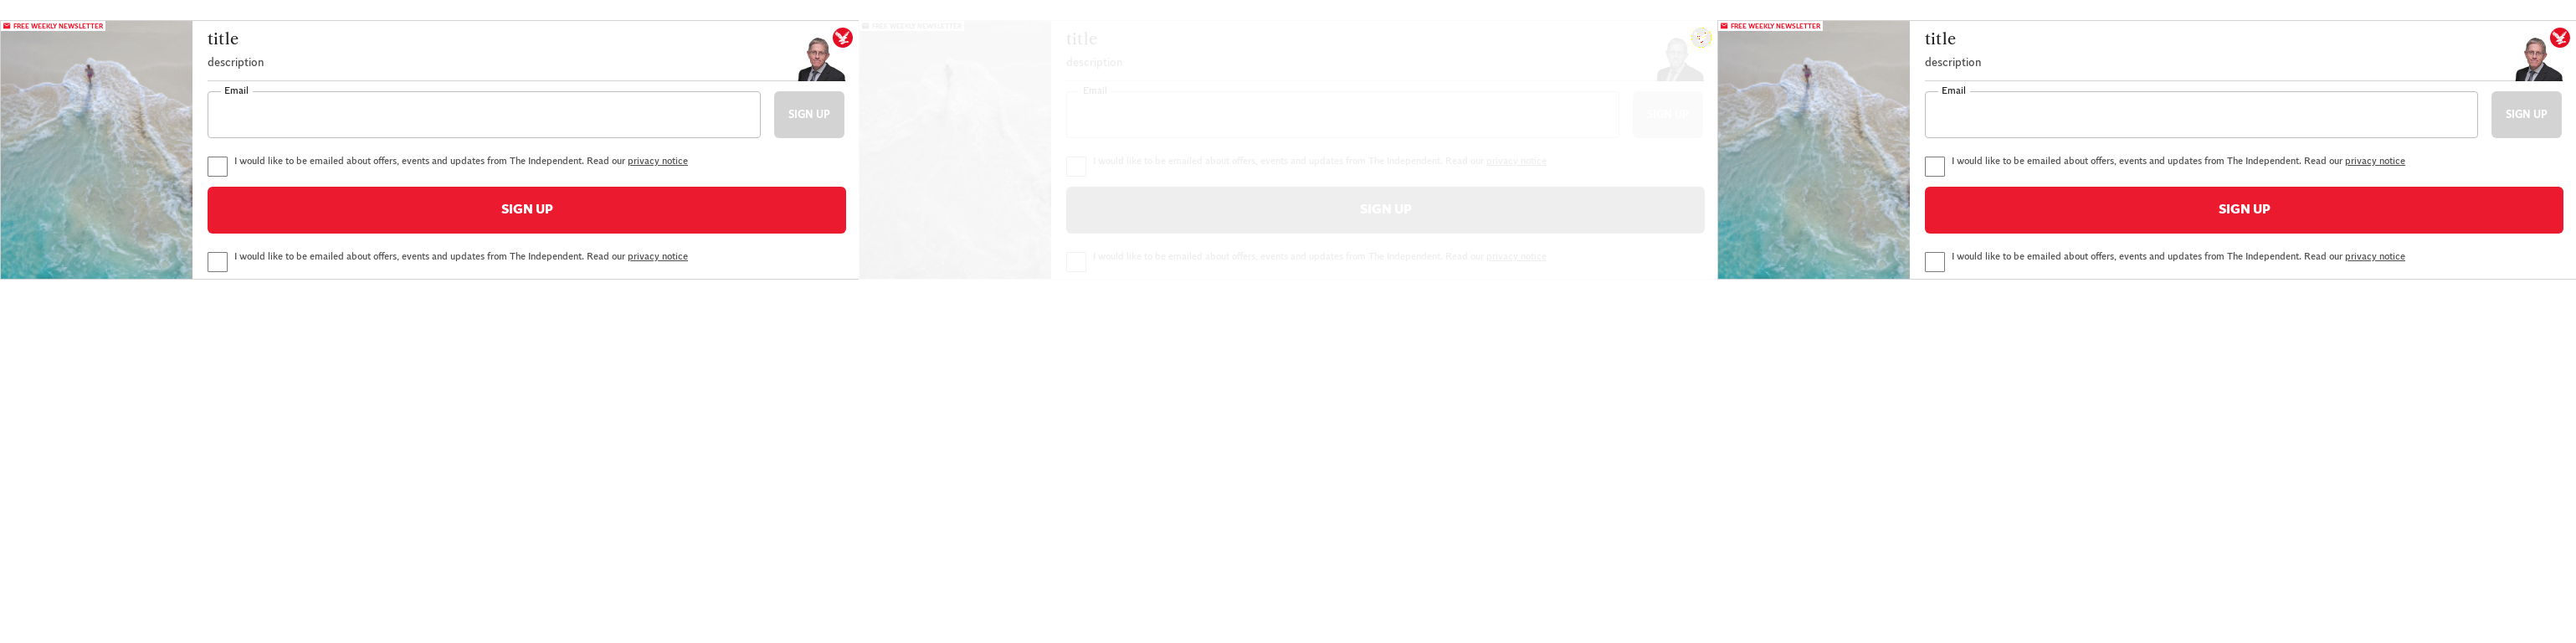 FREE WEEKLY NEWSLETTER
title
description
Email
SIGN UP
I would like to be emailed about offers, events and updates from The Independent. Read our privacy notice
SIGN UP
I would like to be emailed about offers, events and updates from The Independent. Read our privacy notice
FREE WEEKLY NEWSLETTER
title
description
Email
SIGN UP
I would like to be emailed about offers, events and updates from The Independent. Read our privacy notice
SIGN UP
I would like to be emailed about offers, events and updates from The Independent. Read our privacy notice
FREE WEEKLY NEWSLETTER
title
description
Email
SIGN UP
I would like to be emailed about offers, events and updates from The Independent. Read our privacy notice
SIGN UP
I would like to be emailed about offers, events and updates from The Independent. Read our privacy notice